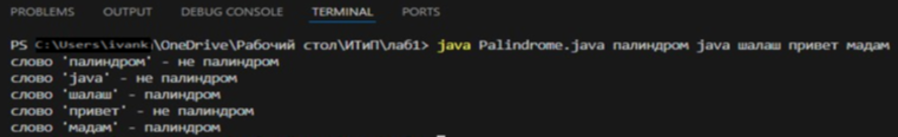 PROBLEMS OUTPUT DEBUG CONSOLE TERMINAL PORTS
PS C:\Users\ivank\OneDrive\Рабочий стол\ИТиП\лаб1> java Palindrome.java палиндром java шалаш привет мадам
слово 'палиндром' - не палиндром
слово 'java' - не палиндром
слово 'шалаш' - палиндром
слово 'привет' - не палиндром
слово 'мадам' - палиндром